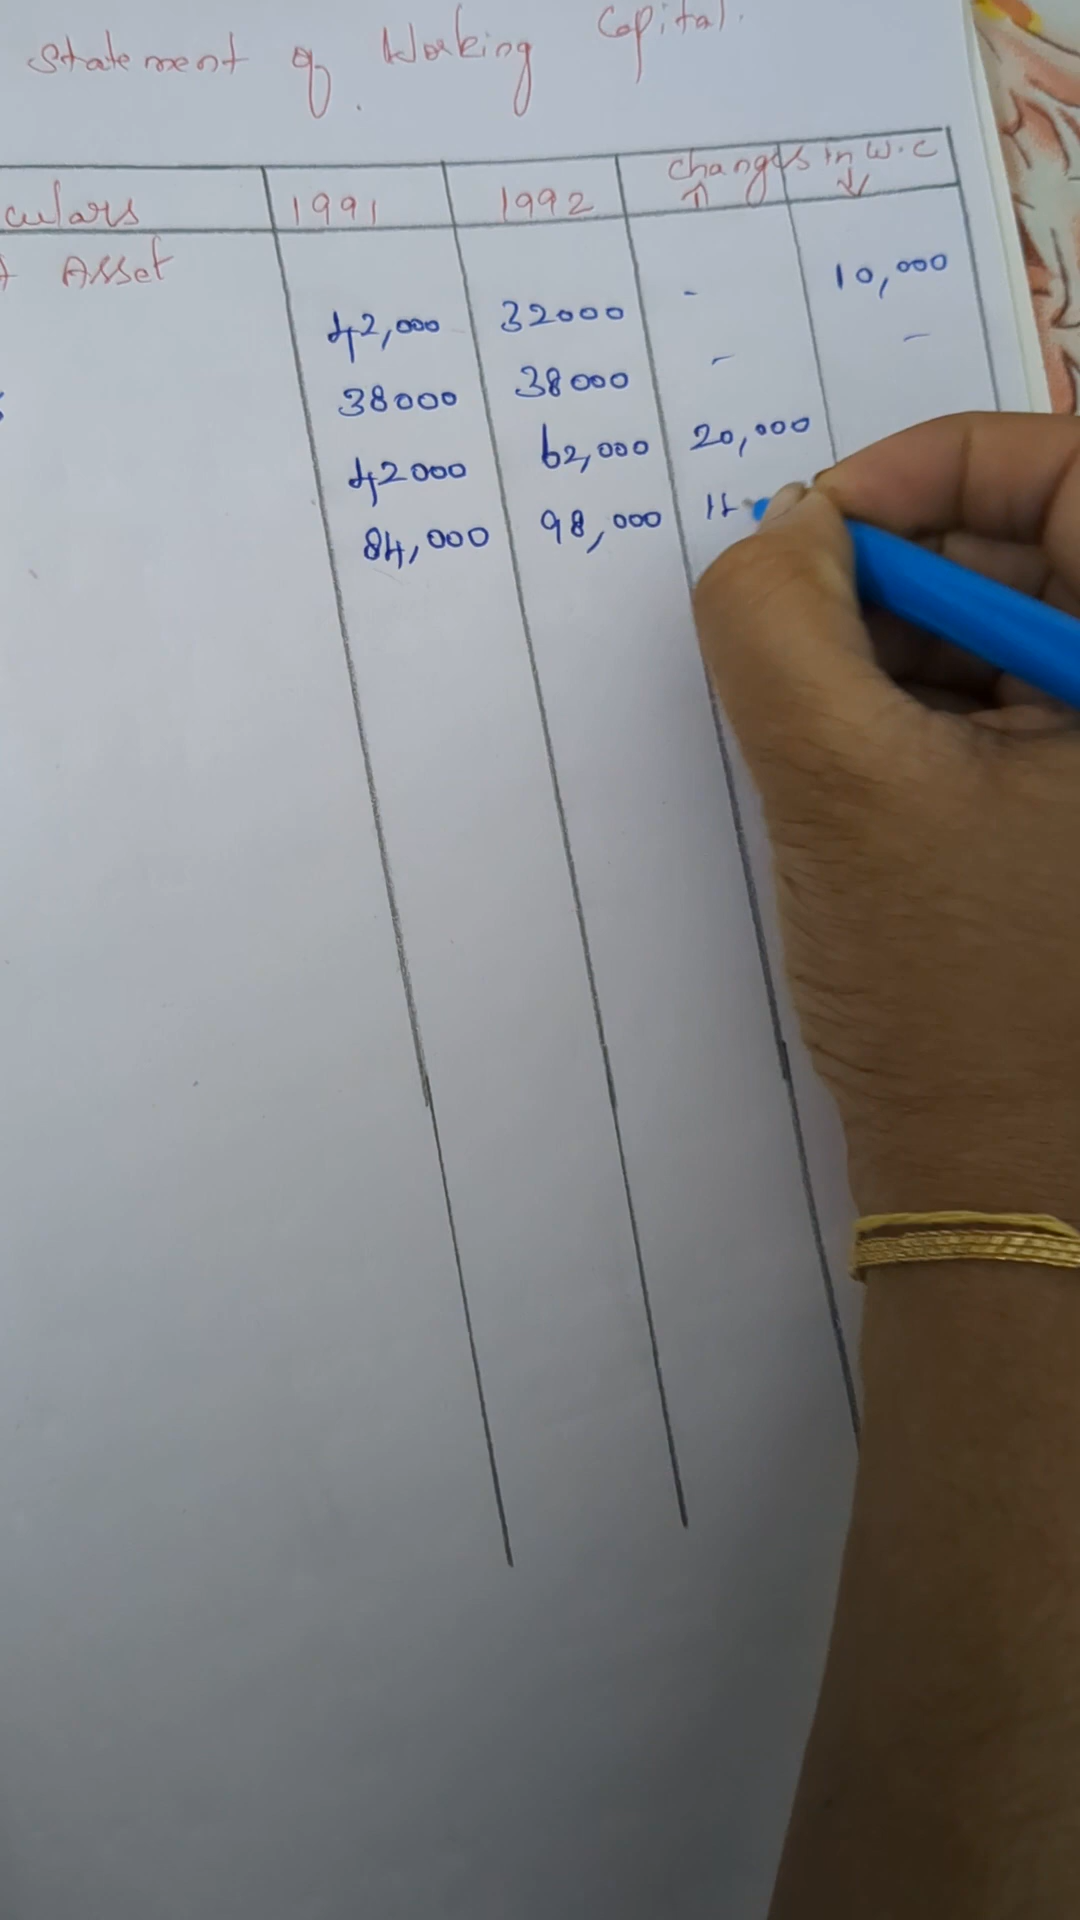 Statement of Working Capital.
culars 1991 1992 changes in W.C
↑ ↓
Asset
42,000 32000 - 10,000
38000 38000 - -
42000 62,000 20,000
84,000 98,000